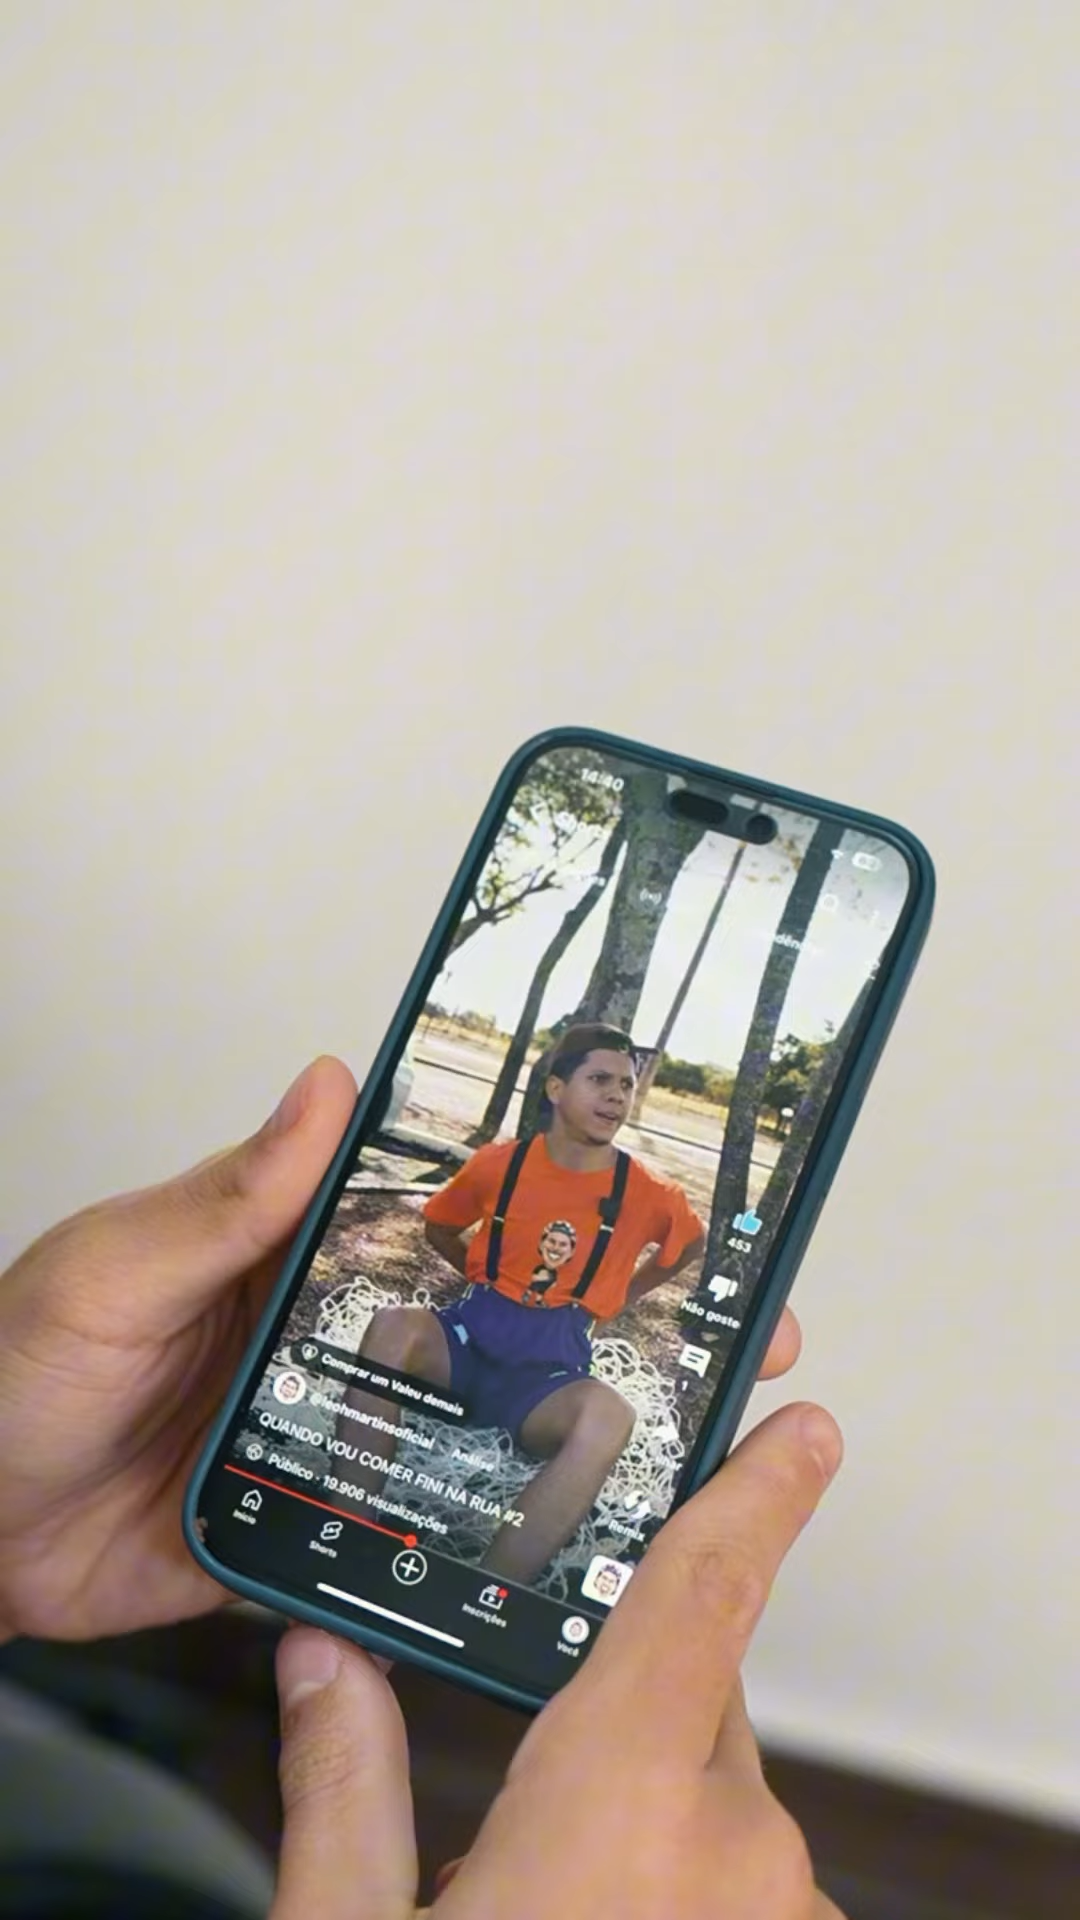 14:40
453
Não goste
1
Comprar um Valeu demais
@leohmartinsoficial Análise
QUANDO VOU COMER FINI NA RUA #2
Público · 19.906 visualizações
Remix
Início
Shorts
Inscrições
Você